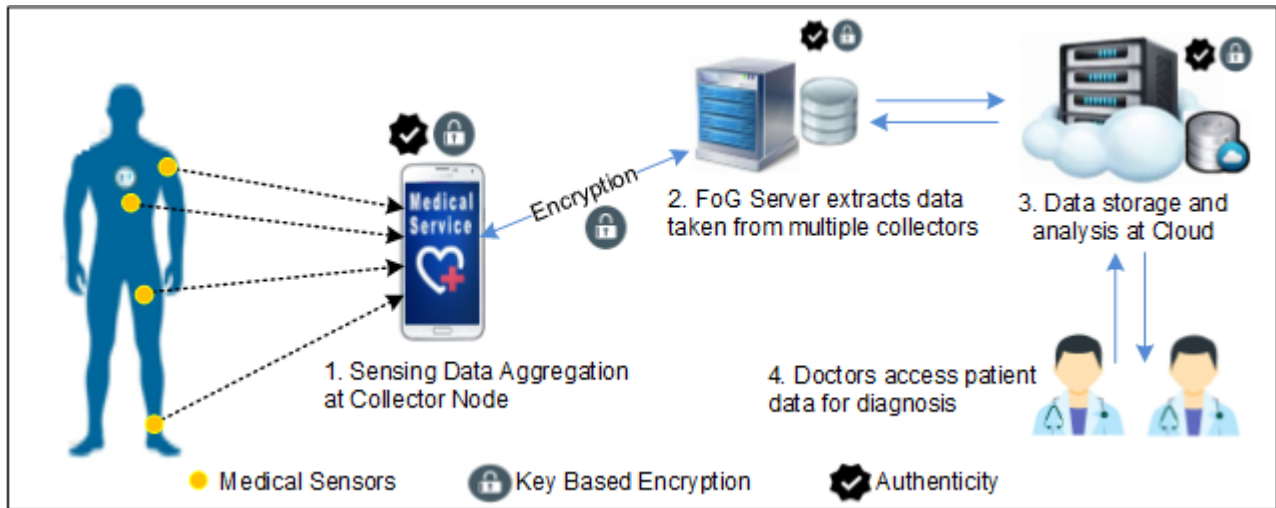 Medical
Service
Encryption
1. Sensing Data Aggregation
at Collector Node
2. FoG Server extracts data
taken from multiple collectors
3. Data storage and
analysis at Cloud
4. Doctors access patient
data for diagnosis
Medical Sensors
Key Based Encryption
Authenticity